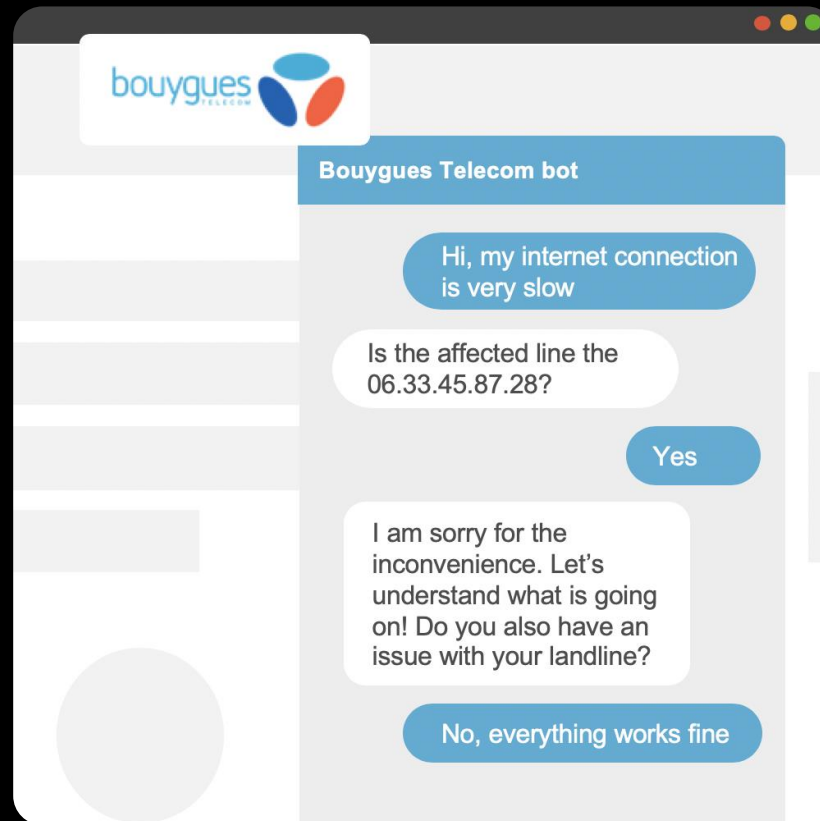 bouygues
TELECOM
Bouygues Telecom bot
Hi, my internet connection
is very slow
Is the affected line the
06.33.45.87.28?
Yes
I am sorry for the
inconvenience. Let’s
understand what is going
on! Do you also have an
issue with your landline?
No, everything works fine